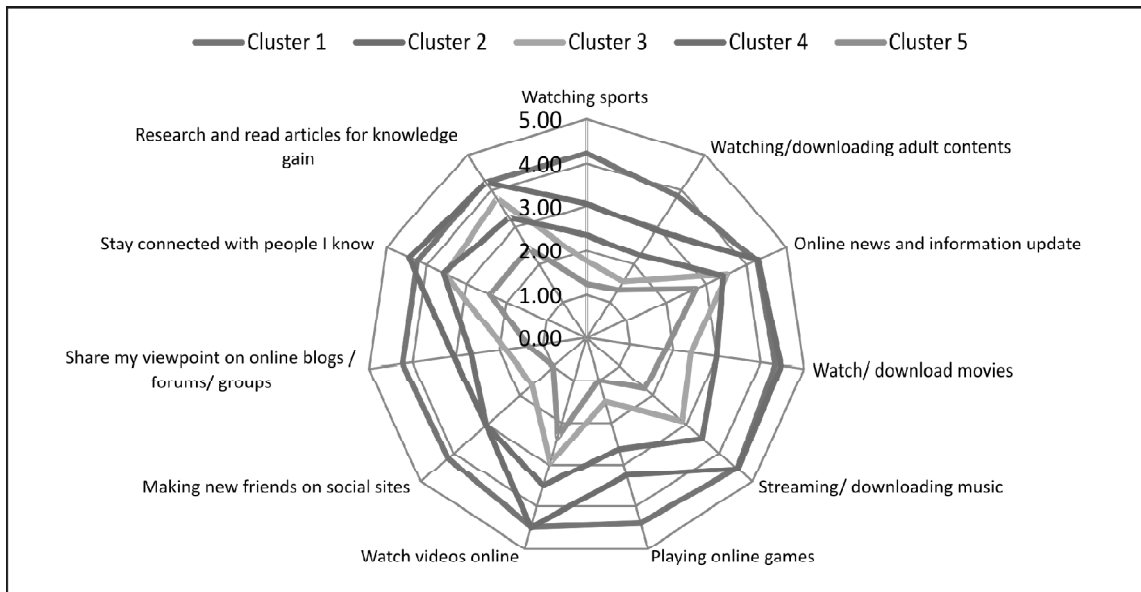 Cluster 1 Cluster 2 Cluster 3 Cluster 4 Cluster 5
Watching sports
5.00
Research and read articles for knowledge
gain
Watching/downloading adult contents
4.00
3.00
Stay connected with people I know
Online news and information update
2.00
1.00
0.00
Share my viewpoint on online blogs /
forums/ groups
Watch/ download movies
Making new friends on social sites
Streaming/ downloading music
Watch videos online
Playing online games